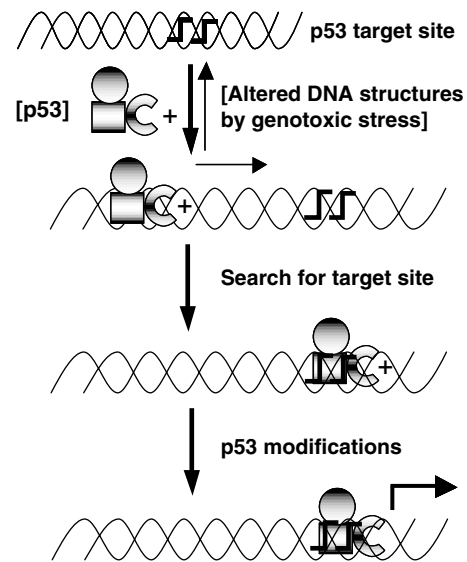 p53 target site
[p53]
+
[Altered DNA structures
by genotoxic stress]
+
Search for target site
+
p53 modifications